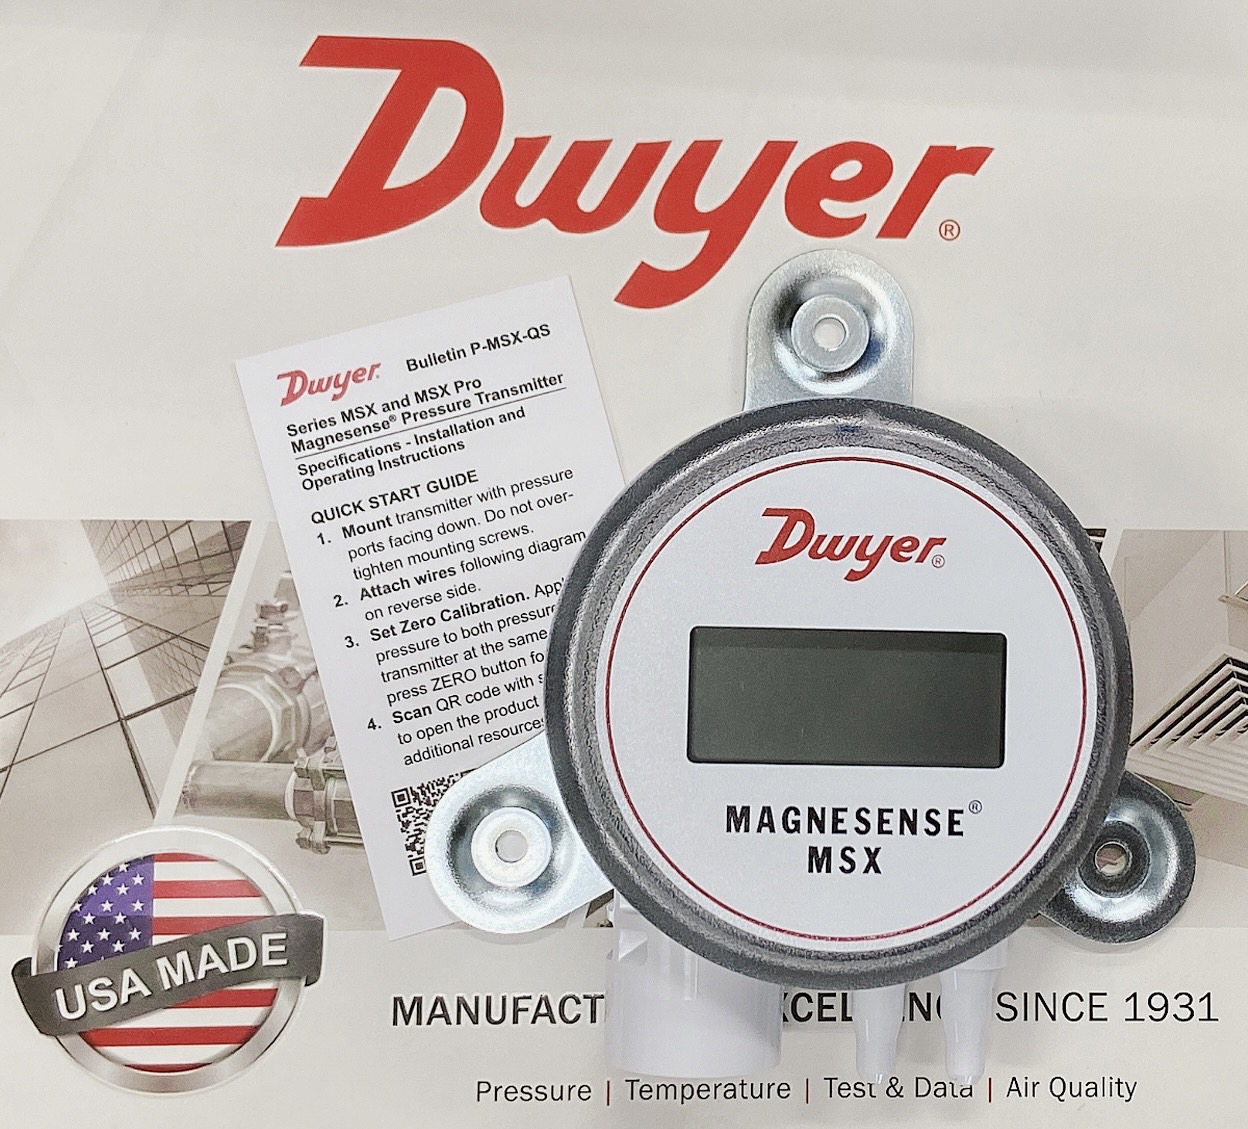 Dwyer®
Dwyer® Bulletin P-MSX-QS
Series MSX and MSX Pro
Magnesense® Pressure Transmitter
Specifications - Installation and
Operating Instructions
QUICK START GUIDE
1. Mount transmitter with pressure
ports facing down. Do not over-
tighten mounting screws.
2. Attach wires following diagram
on reverse side.
3. Set Zero Calibration.
pressure to both
transmitter at the same
press ZERO button
4. Scan QR code with
to open the product
additional
Dwyer®
MAGNESENSE®
MSX
USA MADE
SINCE 1931
Pressure | Temperature | Test & Data | Air Quality